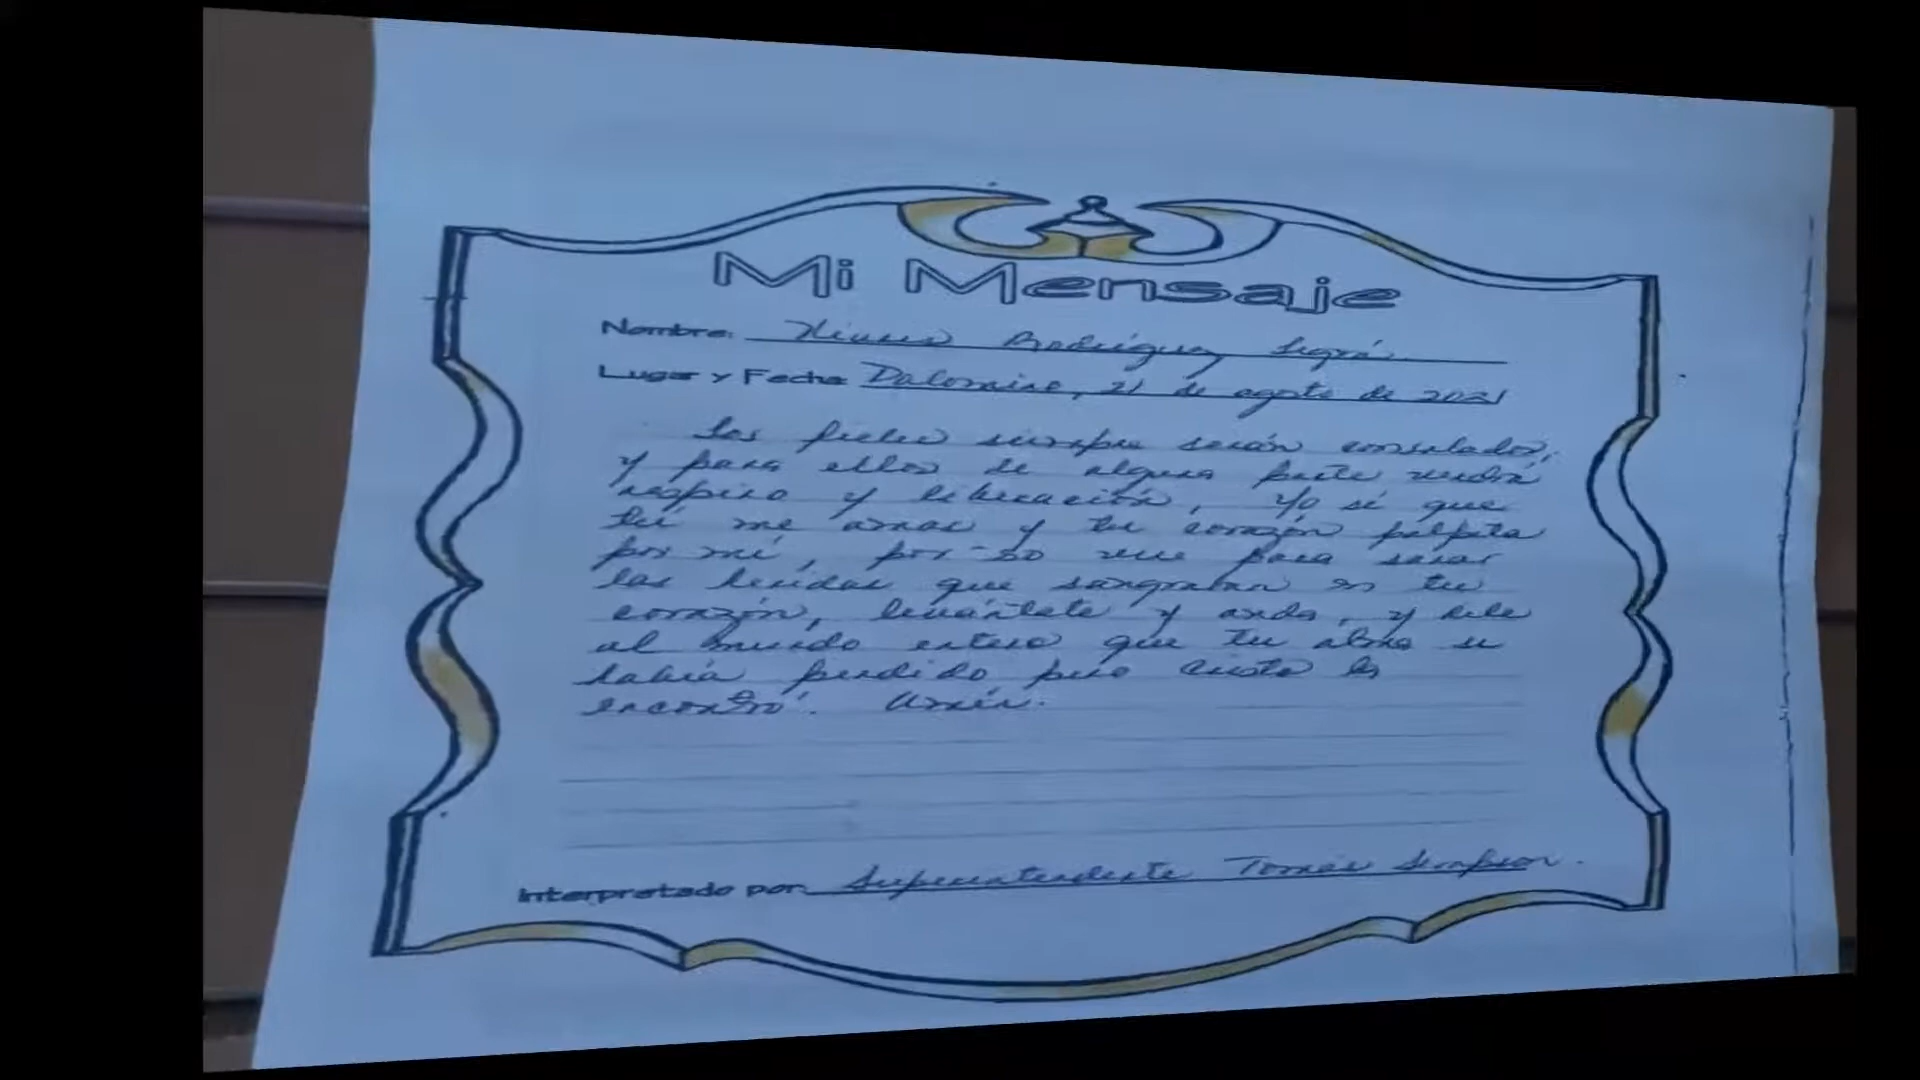 Mi Mensaje
Nombre: Rodríguez
Lugar y Fecha Palomino, 21 de agosto de 2021
Los fieles siempre serán consolados,
y para ellos de alguna parte vendrá
respiro y liberación, Yo sé que
tú me amas y tu corazón palpita
por mí, por eso vine para sanar
las heridas que sangraban en tu
corazón, levántate y anda, y dile
al mundo entero que tu alma se
había perdido pero Cristo la
encontró. Amén.
Interpretado por: Superintendente Tomás Simpson.